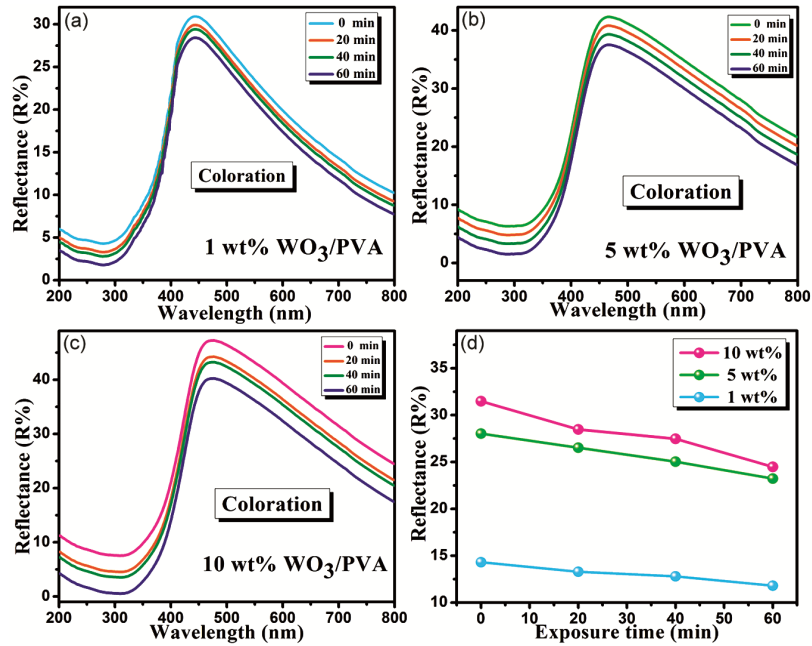 (a)
0 min
20 min
40 min
60 min
Coloration
1 wt% WO3/PVA
Reflectance (R%)
30
25
20
15
10
5
0
200 300 400 500 600 700 800
Wavelength (nm)
(b)
0 min
20 min
40 min
60 min
Coloration
5 wt% WO3/PVA
Reflectance (R%)
40
30
20
10
0
200 300 400 500 600 700 800
Wavelength (nm)
(c)
0 min
20 min
40 min
60 min
Coloration
10 wt% WO3/PVA
Reflectance (R%)
40
30
20
10
0
200 300 400 500 600 700 800
Wavelength (nm)
(d)
10 wt%
5 wt%
1 wt%
Reflectance (R%)
35
30
25
20
15
10
0 10 20 30 40 50 60
Exposure time (min)